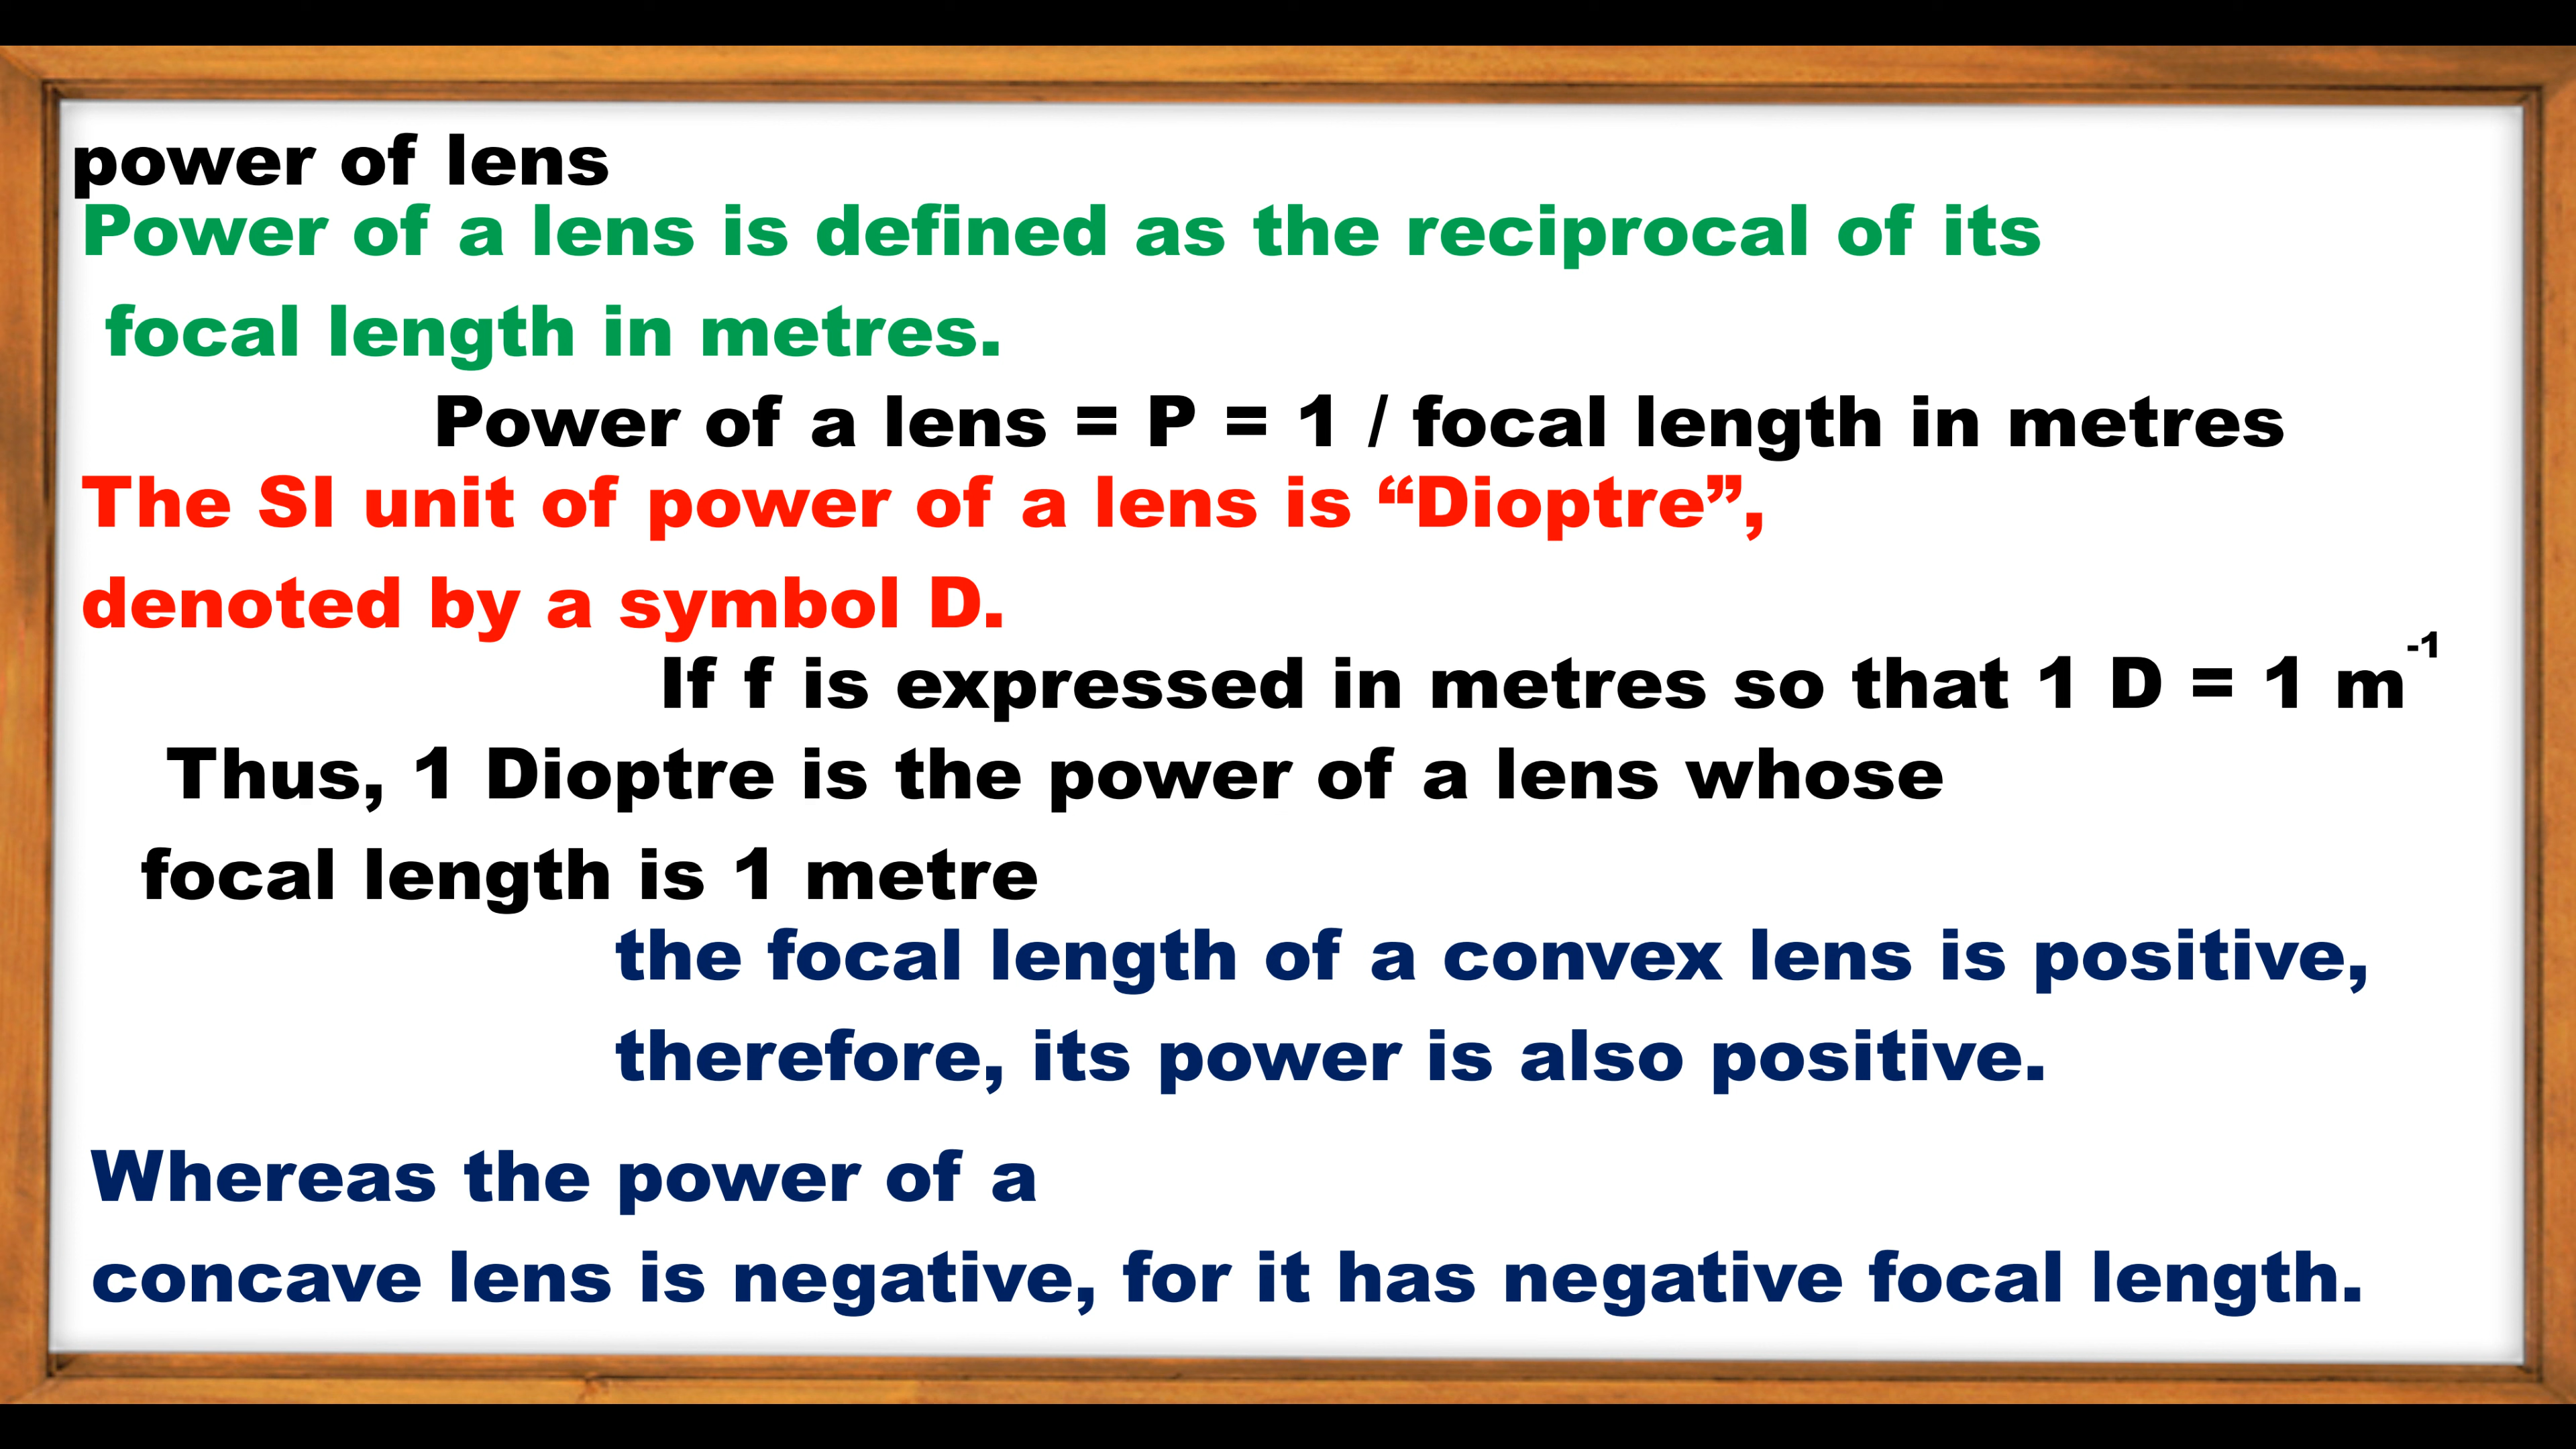 power of lens
Power of a lens is defined as the reciprocal of its
focal length in metres.
Power of a lens = P = 1 / focal length in metres
The SI unit of power of a lens is “Dioptre”,
denoted by a symbol D.
If f is expressed in metres so that 1 D = 1 m⁻¹
Thus, 1 Dioptre is the power of a lens whose
focal length is 1 metre
the focal length of a convex lens is positive,
therefore, its power is also positive.
Whereas the power of a
concave lens is negative, for it has negative focal length.